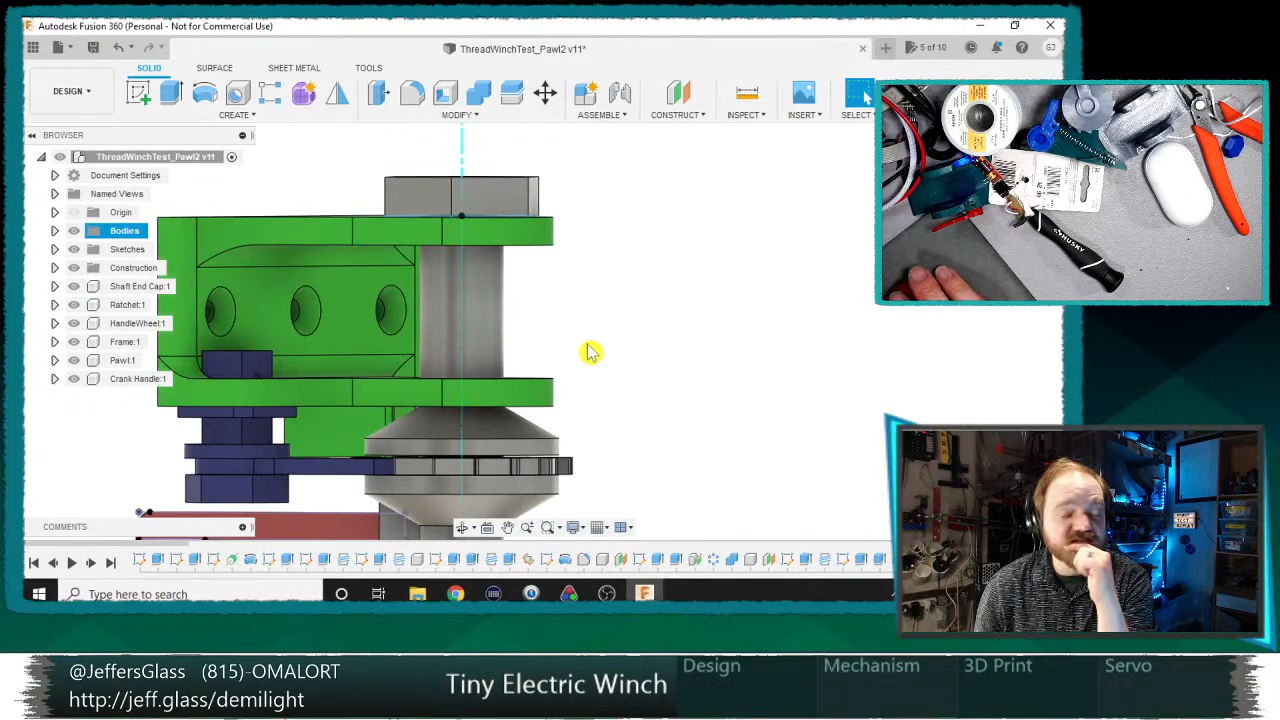 Autodesk Fusion 360 (Personal - Not for Commercial Use)
ThreadWinchTest_Pawl2 v11*
5 of 10
GJ
DESIGN
SOLID
SURFACE
SHEET METAL
TOOLS
CREATE
MODIFY
ASSEMBLE
CONSTRUCT
INSPECT
INSERT
SELECT
BROWSER
ThreadWinchTest_Pawl2 v11
Document Settings
Named Views
Origin
Bodies
Sketches
Construction
Shaft End Cap:1
Ratchet:1
HandleWheel:1
Frame:1
Pawl:1
Crank Handle:1
COMMENTS
Type here to search
HUSKY
@JeffersGlass (815)-OMALORT
http://jeff.glass/demilight
Tiny Electric Winch
Design
Mechanism
3D Print
Servo